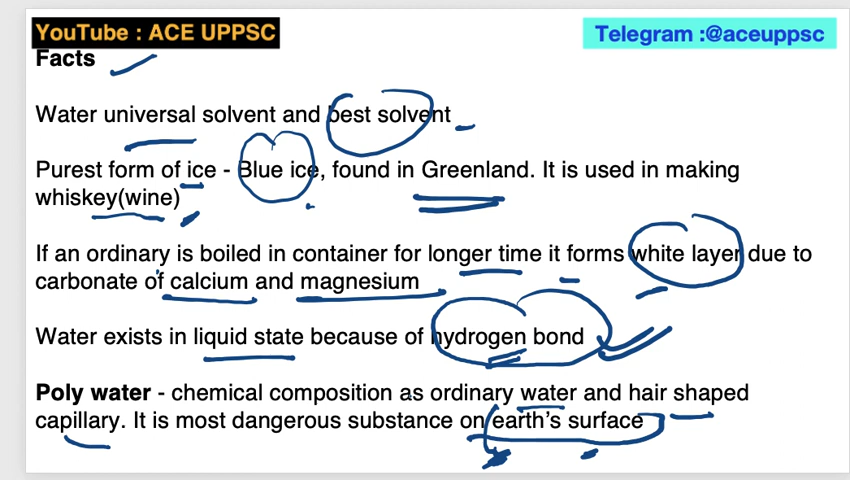 YouTube : ACE UPPSC
Telegram :@aceuppsc
Facts
Water universal solvent and best solvent
Purest form of ice - Blue ice, found in Greenland. It is used in making
whiskey(wine)
If an ordinary is boiled in container for longer time it forms white layer due to
carbonate of calcium and magnesium
Water exists in liquid state because of hydrogen bond
Poly water - chemical composition as ordinary water and hair shaped
capillary. It is most dangerous substance on earth's surface